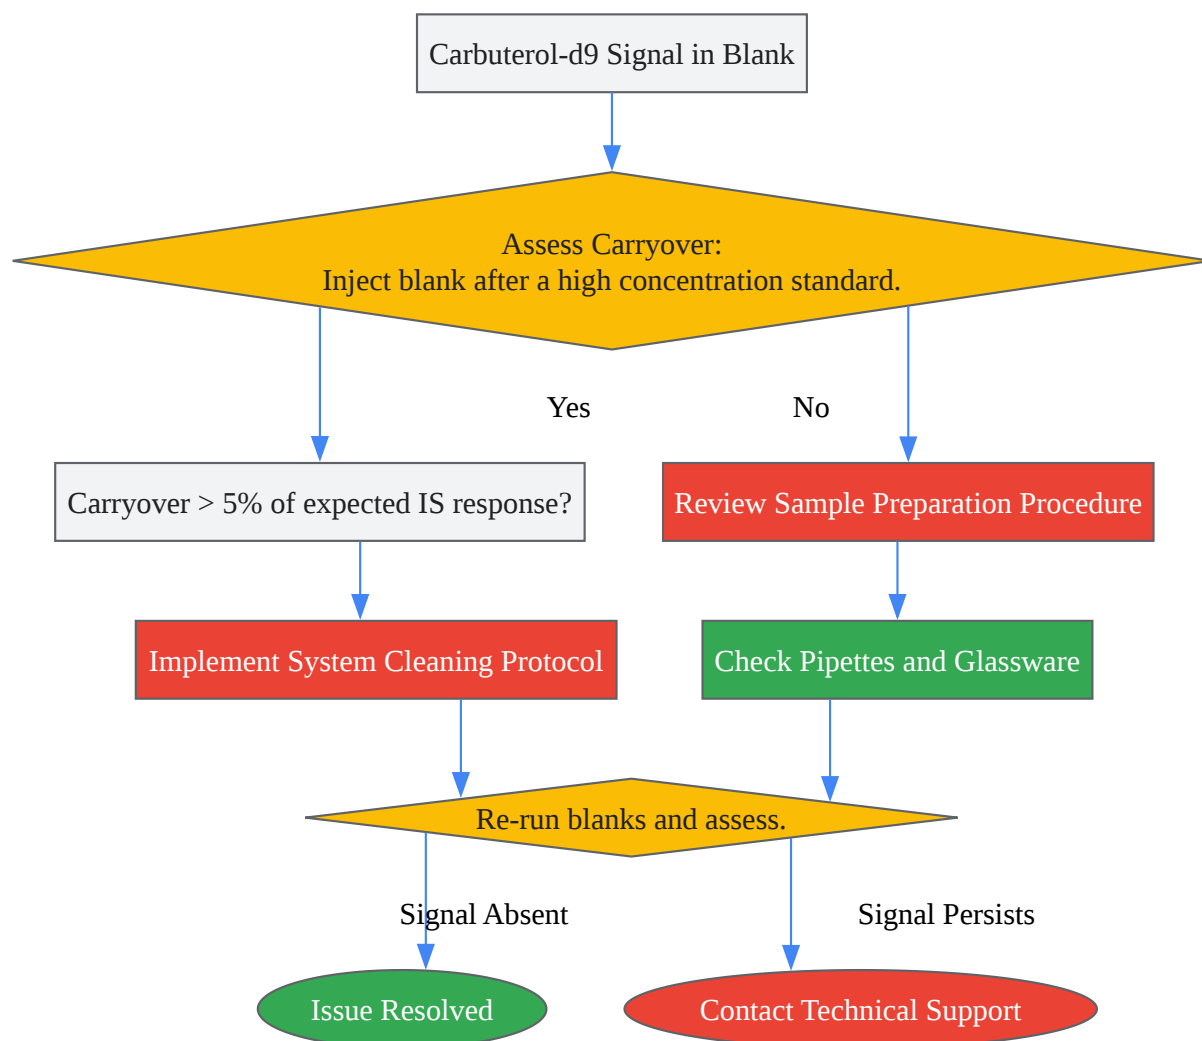 Carbuterol-d9 Signal in Blank
Assess Carryover:
Inject blank after a high concentration standard.
Yes
No
Carryover > 5% of expected IS response?
Review Sample Preparation Procedure
Implement System Cleaning Protocol
Check Pipettes and Glassware
Re-run blanks and assess.
Signal Absent
Signal Persists
Issue Resolved
Contact Technical Support